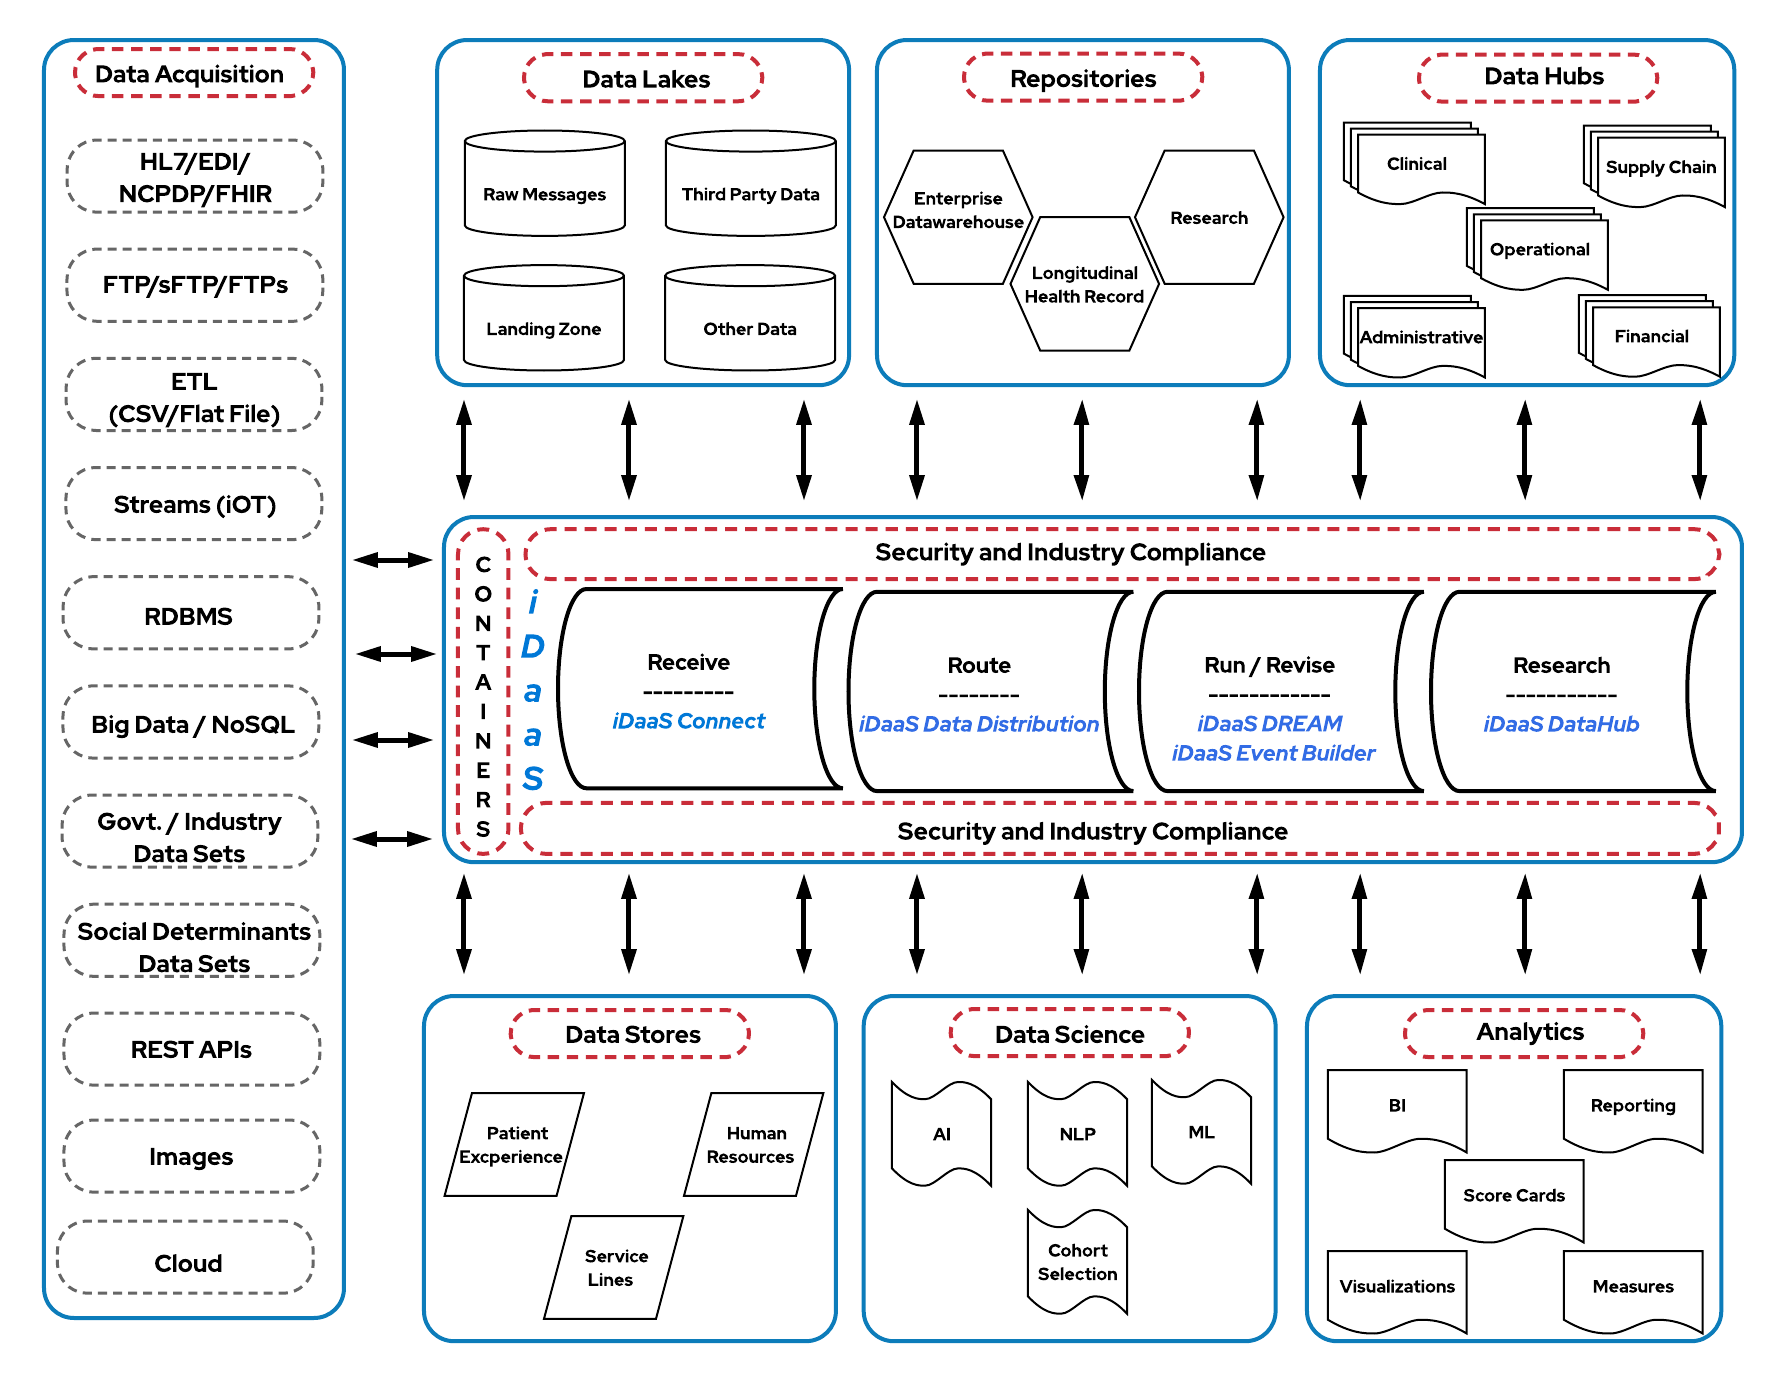 Data Acquisition
HL7/EDI/
NCPDP/FHIR
FTP/sFTP/FTPs
ETL
(CSV/Flat File)
Streams (iOT)
RDBMS
Big Data / NoSQL
Govt. / Industry
Data Sets
Social Determinants
Data Sets
REST APIs
Images
Cloud
Data Lakes
Raw Messages
Third Party Data
Landing Zone
Other Data
Repositories
Enterprise
Datawarehouse
Longitudinal
Health Record
Research
Data Hubs
Clinical
Supply Chain
Operational
Administrative
Financial
CONTAINERS
iDaaS
Security and Industry Compliance
Receive
---------
iDaaS Connect
Route
--------
iDaaS Data Distribution
Run / Revise
------------
iDaaS DREAM
iDaaS Event Builder
Research
-----------
iDaaS DataHub
Security and Industry Compliance
Data Stores
Patient
Excperience
Human
Resources
Service
Lines
Data Science
AI
NLP
ML
Cohort
Selection
Analytics
BI
Reporting
Score Cards
Visualizations
Measures